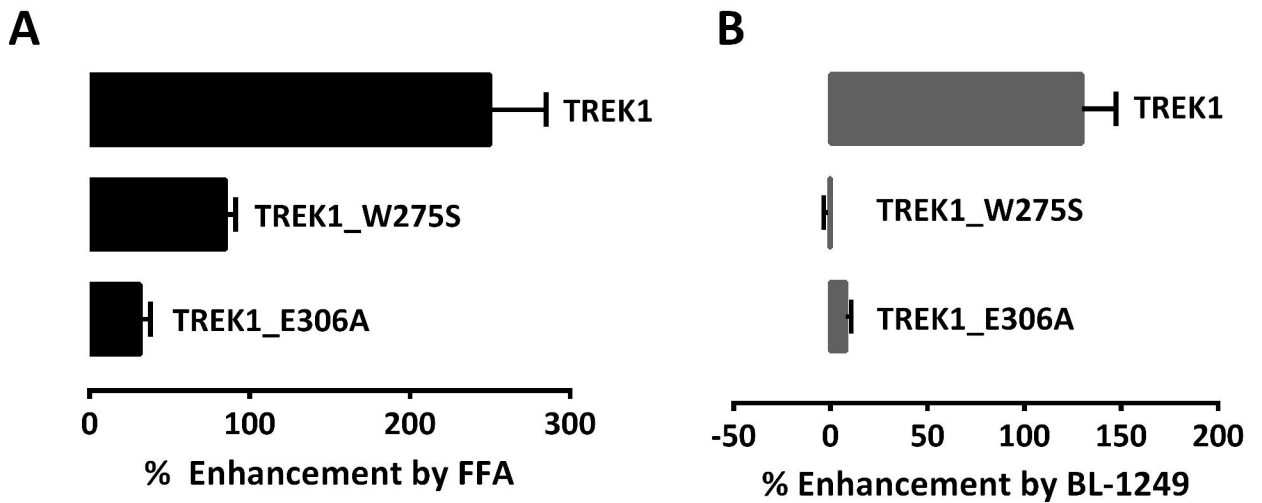 A
TREK1
TREK1_W275S
TREK1_E306A
0 100 200 300
% Enhancement by FFA
B
TREK1
TREK1_W275S
TREK1_E306A
-50 0 50 100 150 200
% Enhancement by BL-1249